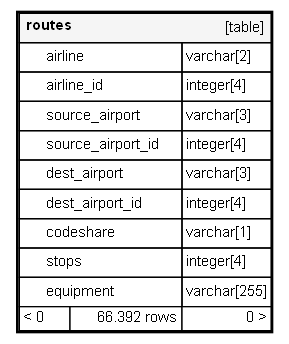 routes [table]
airline varchar[2]
airline_id integer[4]
source_airport varchar[3]
source_airport_id integer[4]
dest_airport varchar[3]
dest_airport_id integer[4]
codeshare varchar[1]
stops integer[4]
equipment varchar[255]
< 0 66.392 rows 0 >